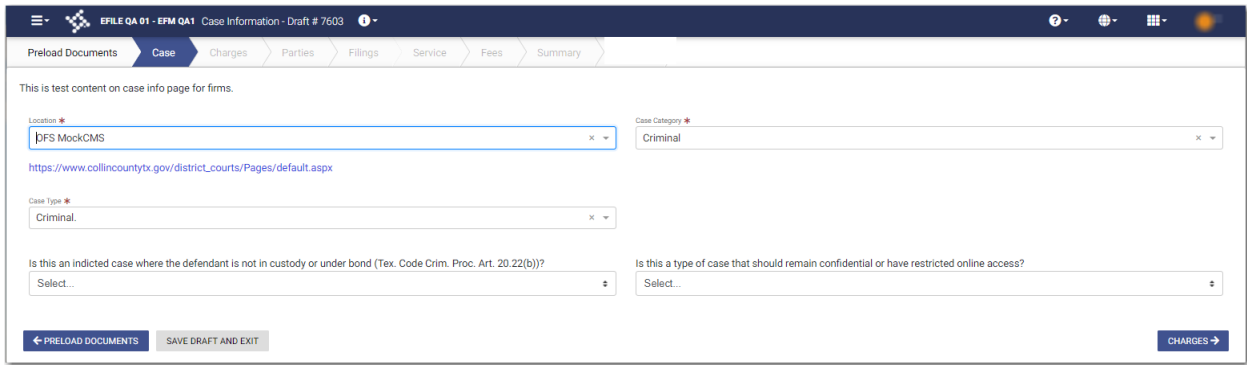 EFILE QA 01 - EFM QA1 Case Information - Draft # 7603
Preload Documents Case Charges Parties Filings Service Fees Summary
This is test content on case info page for firms.
Location * Case Category *
OFS MockCMS Criminal
https://www.collincountytx.gov/district_courts/Pages/default.aspx
Case Type *
Criminal.
Is this an indicted case where the defendant is not in custody or under bond (Tex. Code Crim. Proc. Art. 20.22(b))? Is this a type of case that should remain confidential or have restricted online access?
Select... Select...
PRELOAD DOCUMENTS SAVE DRAFT AND EXIT CHARGES